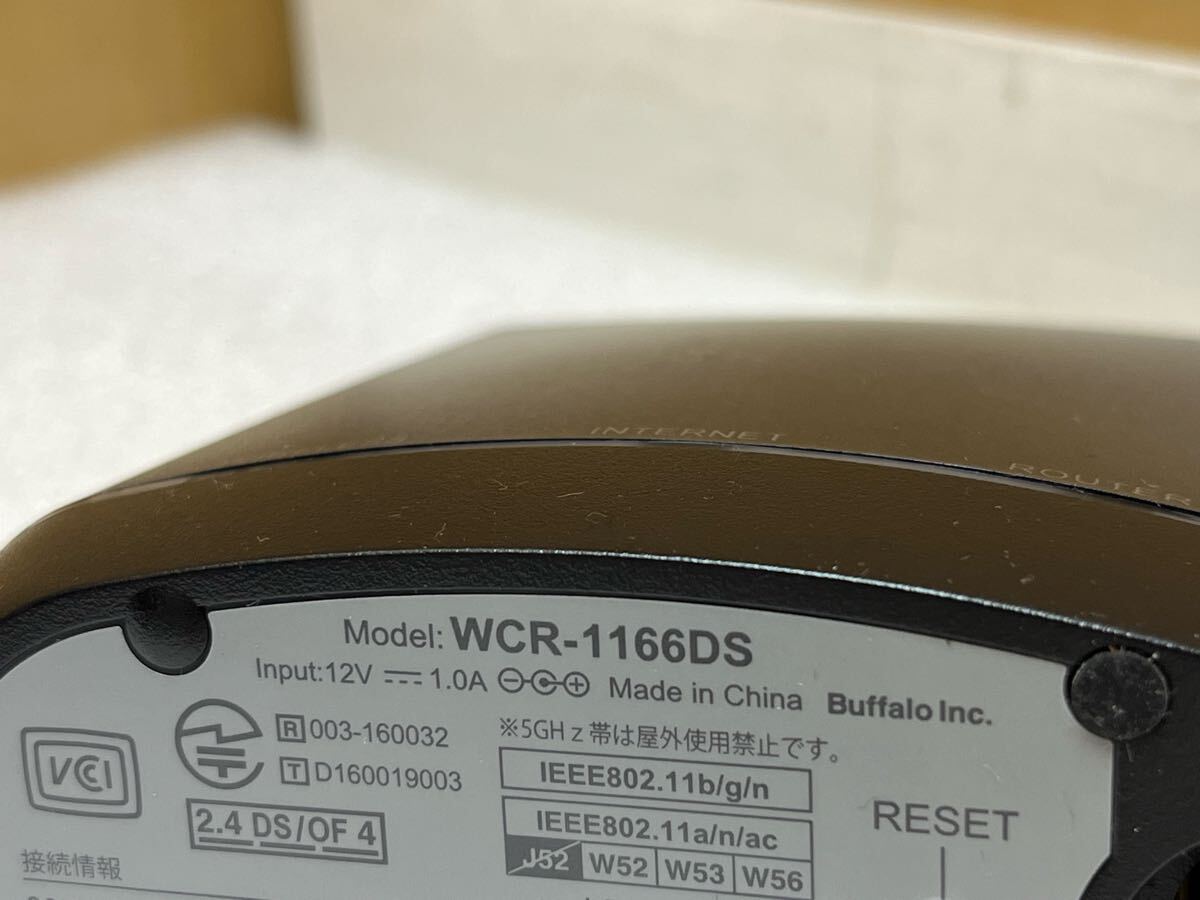 INTERNET
ROUTER
Model: WCR-1166DS
Input:12V 1.0A Made in China Buffalo Inc.
VCCI
R 003-160032
T D160019003
2.4 DS/OF 4
※5GHz帯は屋外使用禁止です。
IEEE802.11b/g/n
IEEE802.11a/n/ac
J52 W52 W53 W56
RESET
接続情報